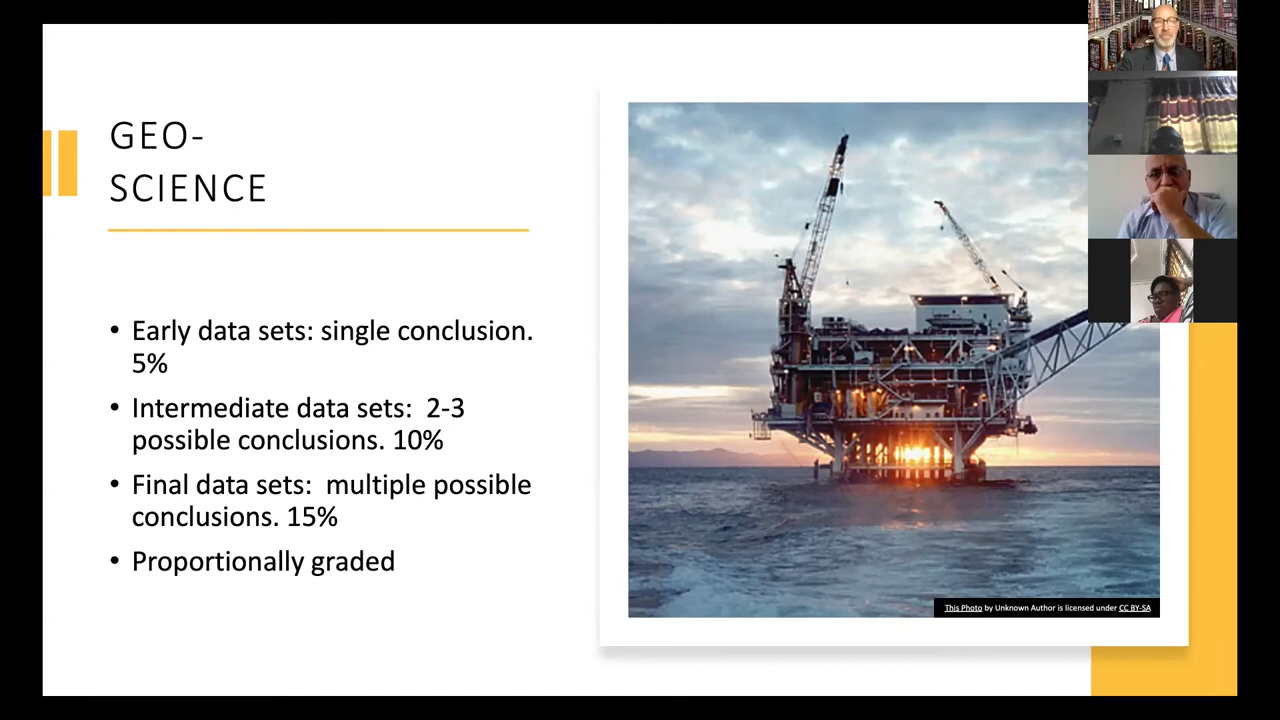 GEO-
SCIENCE
• Early data sets: single conclusion.
5%
• Intermediate data sets:  2-3
possible conclusions. 10%
• Final data sets:  multiple possible
conclusions. 15%
• Proportionally graded
This Photo by Unknown Author is licensed under CC BY-SA